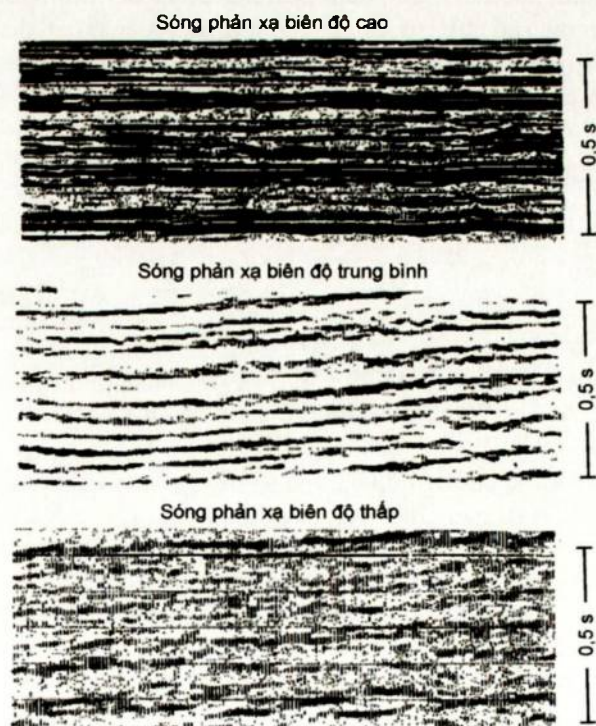 Sóng phản xạ biên độ cao
0,5 s
Sóng phản xạ biên độ trung bình
0,5 s
Sóng phản xạ biên độ thấp
0,5 s